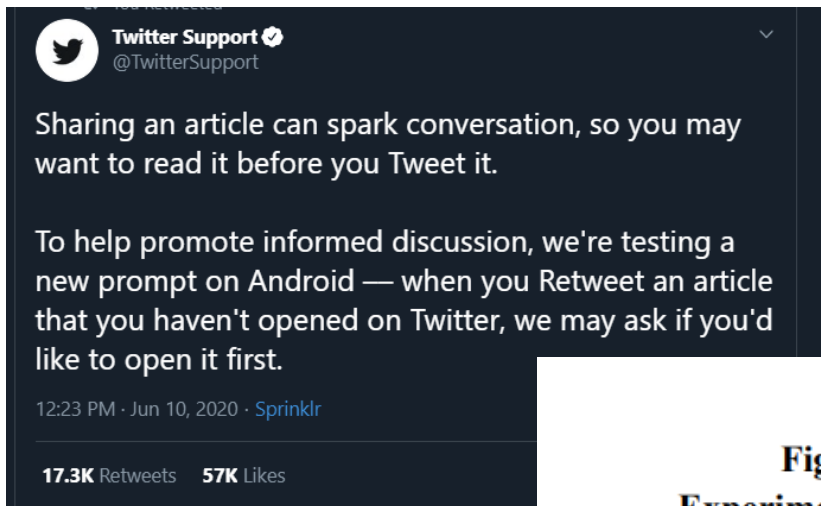 You Retweeted
Twitter Support
@TwitterSupport
Sharing an article can spark conversation, so you may
want to read it before you Tweet it.
To help promote informed discussion, we're testing a
new prompt on Android — when you Retweet an article
that you haven't opened on Twitter, we may ask if you'd
like to open it first.
12:23 PM · Jun 10, 2020 · Sprinklr
17.3K Retweets 57K Likes
Fig